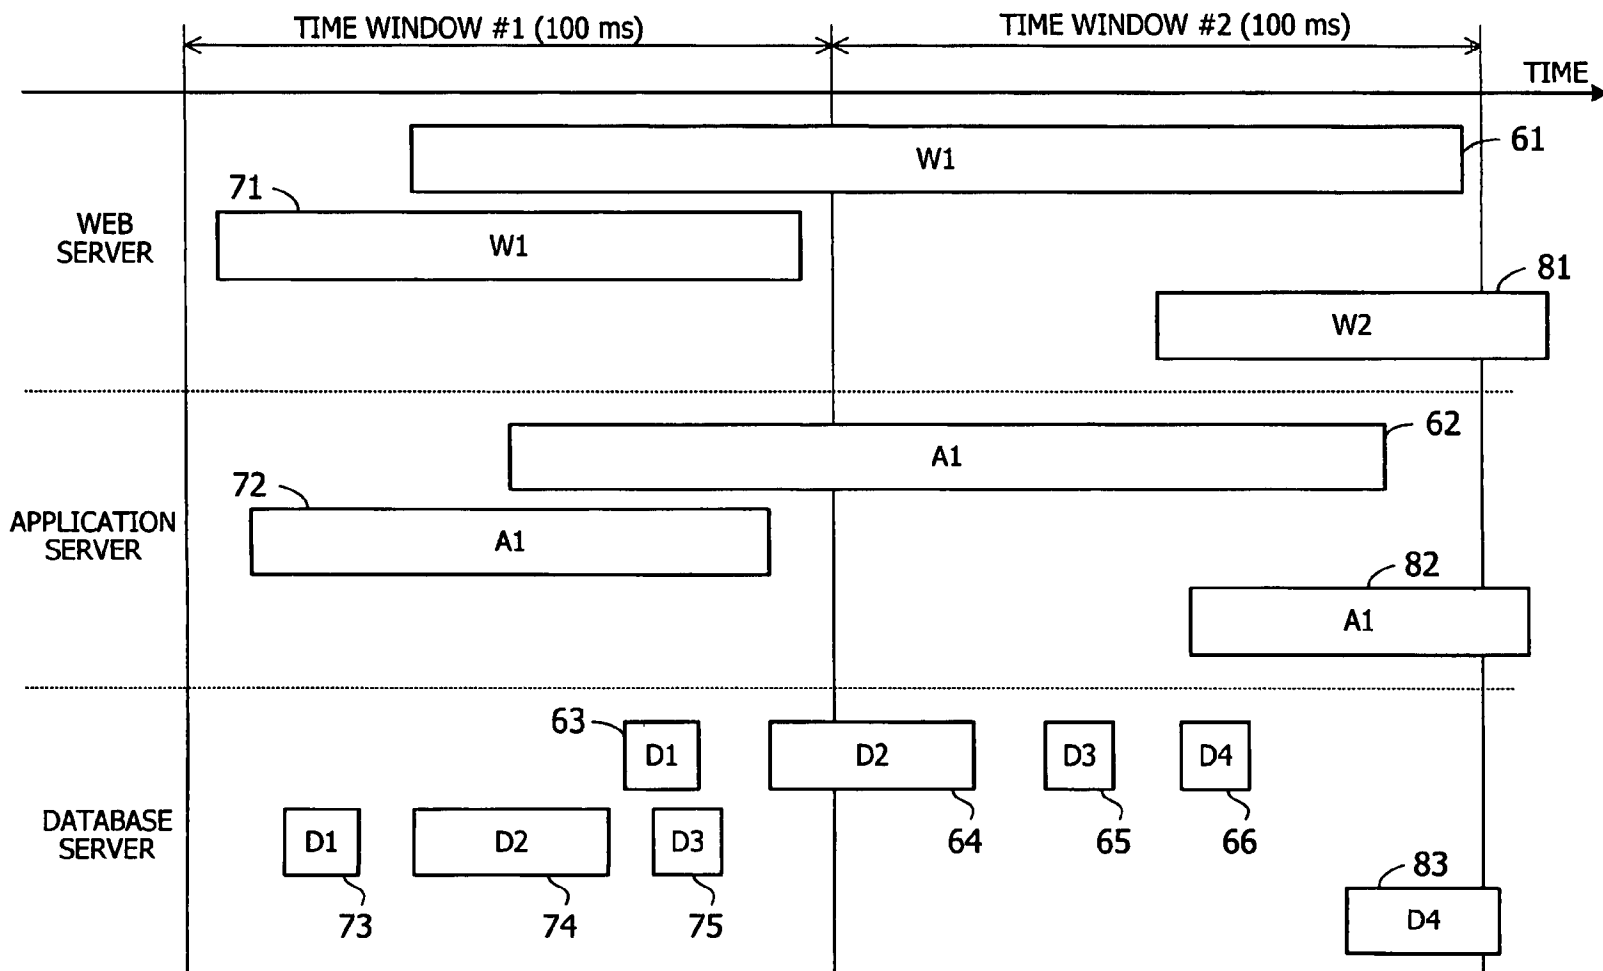 TIME WINDOW #1 (100 ms)
TIME WINDOW #2 (100 ms)
TIME
W1
61
71
W1
WEB
SERVER
81
W2
62
A1
72
A1
APPLICATION
SERVER
82
A1
63
D1
D2
D3
D4
64
65
66
DATABASE
SERVER
D1
D2
D3
73
74
75
83
D4